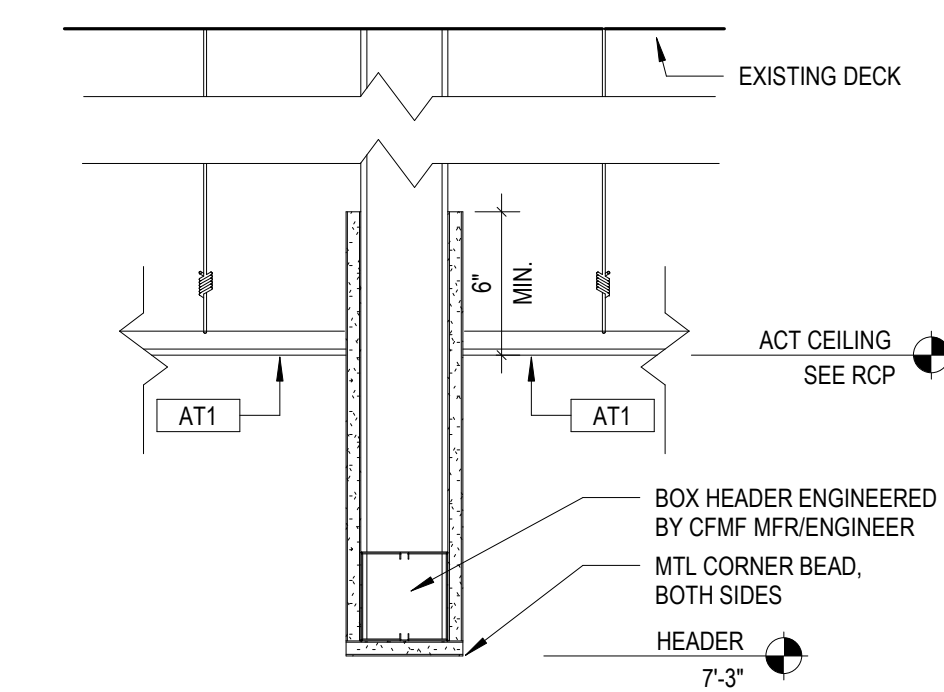 EXISTING DECK
6"
MIN.
ACT CEILING
SEE RCP
AT1
AT1
BOX HEADER ENGINEERED
BY CFMF MFR/ENGINEER
MTL CORNER BEAD,
BOTH SIDES
HEADER
7'-3"